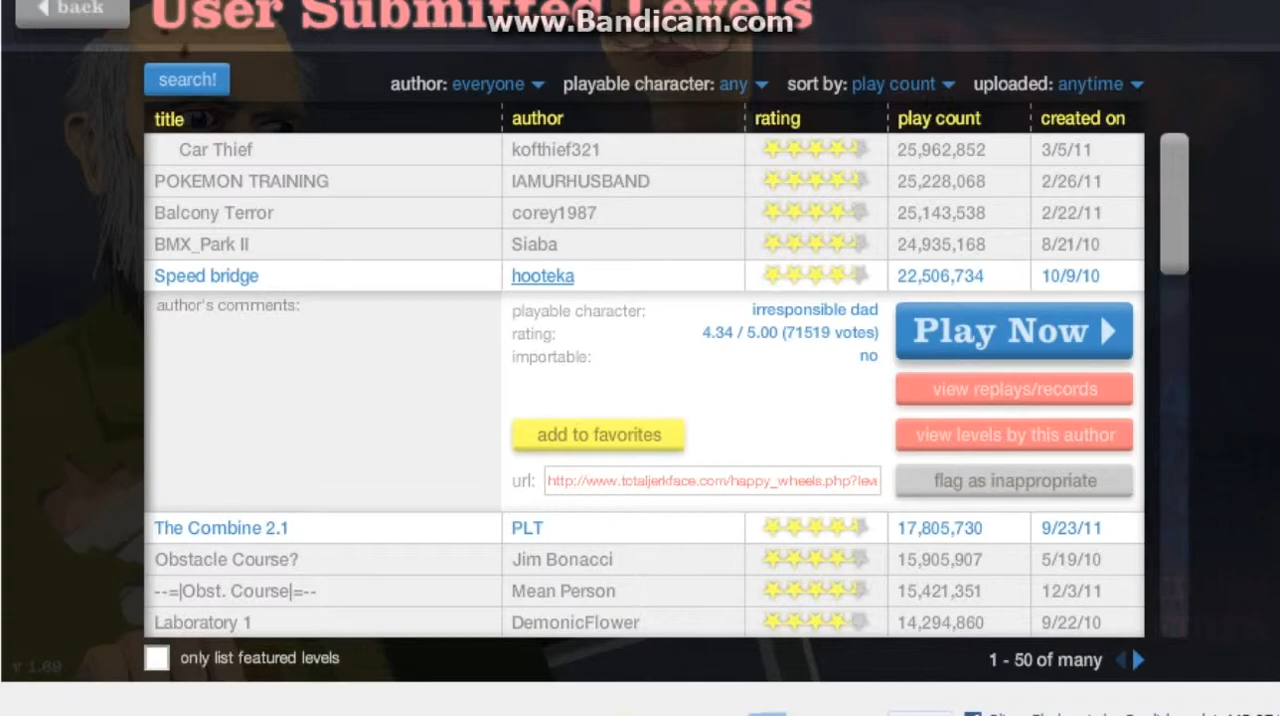 back
User Submitted Levels
www.Bandicam.com
search! author: everyone playable character: any sort by: play count uploaded: anytime
title author rating play count created on
Car Thief kofthief321 25,962,852 3/5/11
POKEMON TRAINING IAMURHUSBAND 25,228,068 2/26/11
Balcony Terror corey1987 25,143,538 2/22/11
BMX_Park II Siaba 24,935,168 8/21/10
Speed bridge hooteka 22,506,734 10/9/10
author's comments:
playable character: irresponsible dad
rating: 4.34 / 5.00 (71519 votes)
importable: no
add to favorites
url: http://www.totaljerkface.com/happy_wheels.php?leve
Play Now
view replays/records
view levels by this author
flag as inappropriate
The Combine 2.1 PLT 17,805,730 9/23/11
Obstacle Course? Jim Bonacci 15,905,907 5/19/10
--=|Obst. Course|=-- Mean Person 15,421,351 12/3/11
Laboratory 1 DemonicFlower 14,294,860 9/22/10
v 1.69 only list featured levels 1 - 50 of many